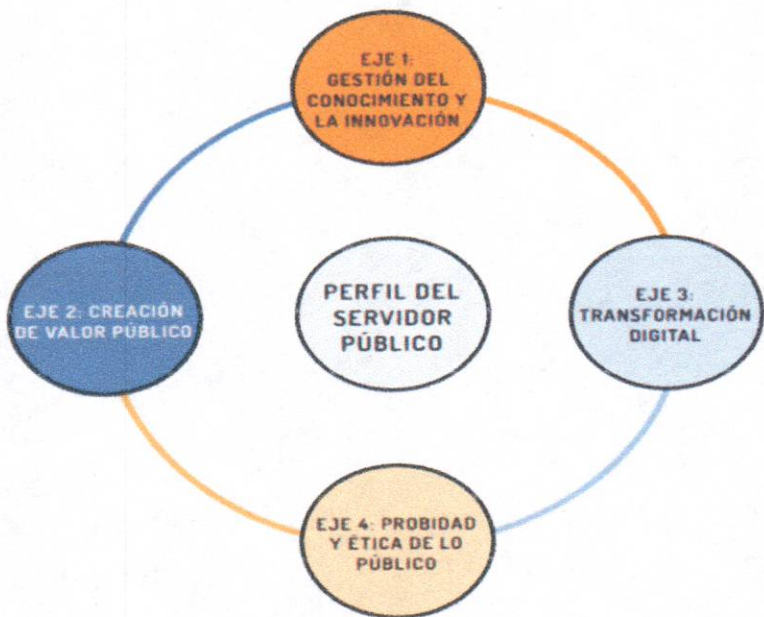 EJE 1:
GESTIÓN DEL
CONOCIMIENTO Y
LA INNOVACIÓN
EJE 2: CREACIÓN
DE VALOR PÚBLICO
PERFIL DEL
SERVIDOR
PÚBLICO
EJE 3:
TRANSFORMACIÓN
DIGITAL
EJE 4: PROBIDAD
Y ÉTICA DE LO
PÚBLICO